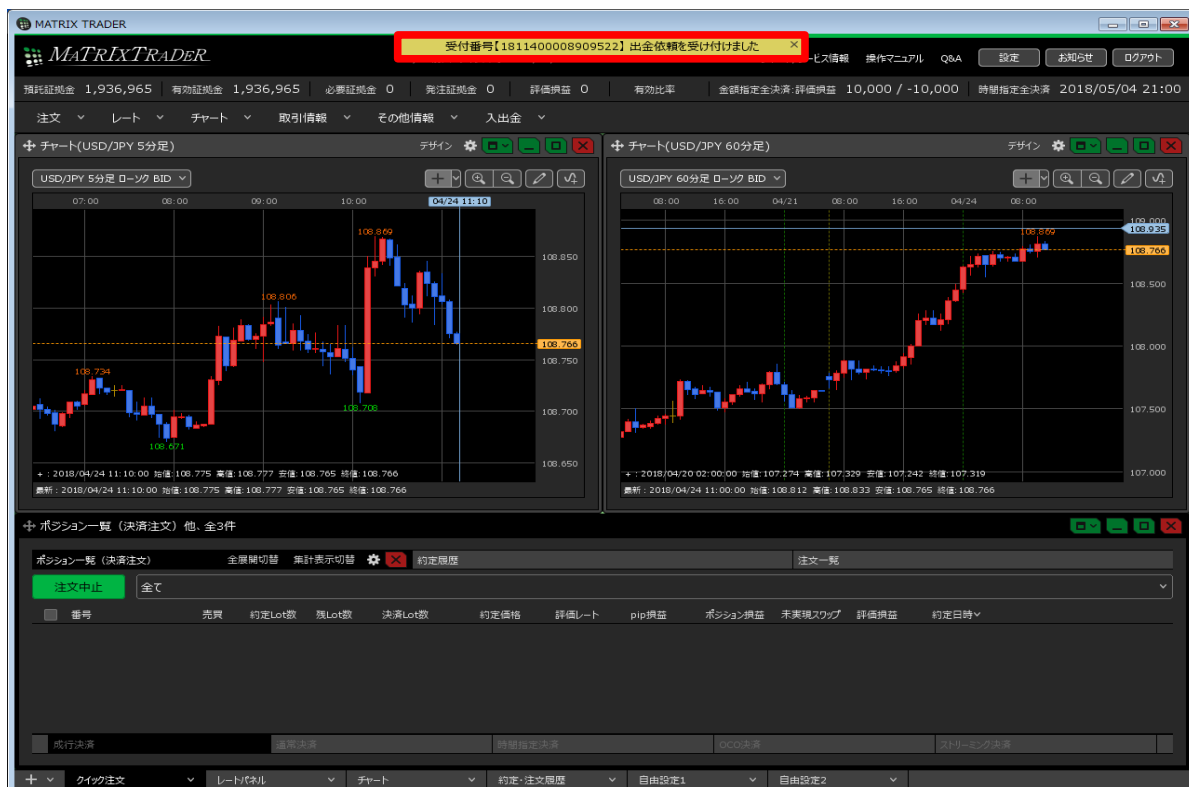 MATRIX TRADER
MATRIXTRADER
受付番号【1811400008909522】出金依頼を受け付けました ×
ービス情報 操作マニュアル Q&A 設定 お知らせ ログアウト
預託証拠金 1,936,965 有効証拠金 1,936,965 必要証拠金 0 発注証拠金 0 評価損益 0 有効比率 金額指定全決済:評価損益 10,000 / -10,000 時間指定全決済 2018/05/04 21:00
注文 レート チャート 取引情報 その他情報 入出金
チャート(USD/JPY 5分足) デザイン
USD/JPY 5分足 ローソク BID
07:00 08:00 09:00 10:00 04/24 11:10
108.869
108.850
108.806
108.800
108.766
108.750
108.734
108.708
108.700
108.671
108.650
+ : 2018/04/24 11:10:00 始値:108.775 高値:108.777 安値:108.765 終値:108.766
最新 : 2018/04/24 11:10:00 始値:108.775 高値:108.777 安値:108.765 終値:108.766
チャート(USD/JPY 60分足) デザイン
USD/JPY 60分足 ローソク BID
08:00 16:00 04/21 08:00 16:00 04/24 08:00
109.000
108.935
108.869
108.766
108.500
108.000
107.500
107.000
+ : 2018/04/20 02:00:00 始値:107.274 高値:107.329 安値:107.242 終値:107.319
最新 : 2018/04/24 11:00:00 始値:108.812 高値:108.833 安値:108.765 終値:108.766
ポジション一覧（決済注文）他、全3件
ポジション一覧（決済注文） 全展開切替 集計表示切替 約定履歴 注文一覧
注文中止 全て
番号 売買 約定Lot数 残Lot数 決済Lot数 約定価格 評価レート pip損益 ポジション損益 未実現スワップ 評価損益 約定日時
成行決済 通常決済 時間指定決済 OCO決済 ストリーミング決済
+ クイック注文 レートパネル チャート 約定・注文履歴 自由設定1 自由設定2